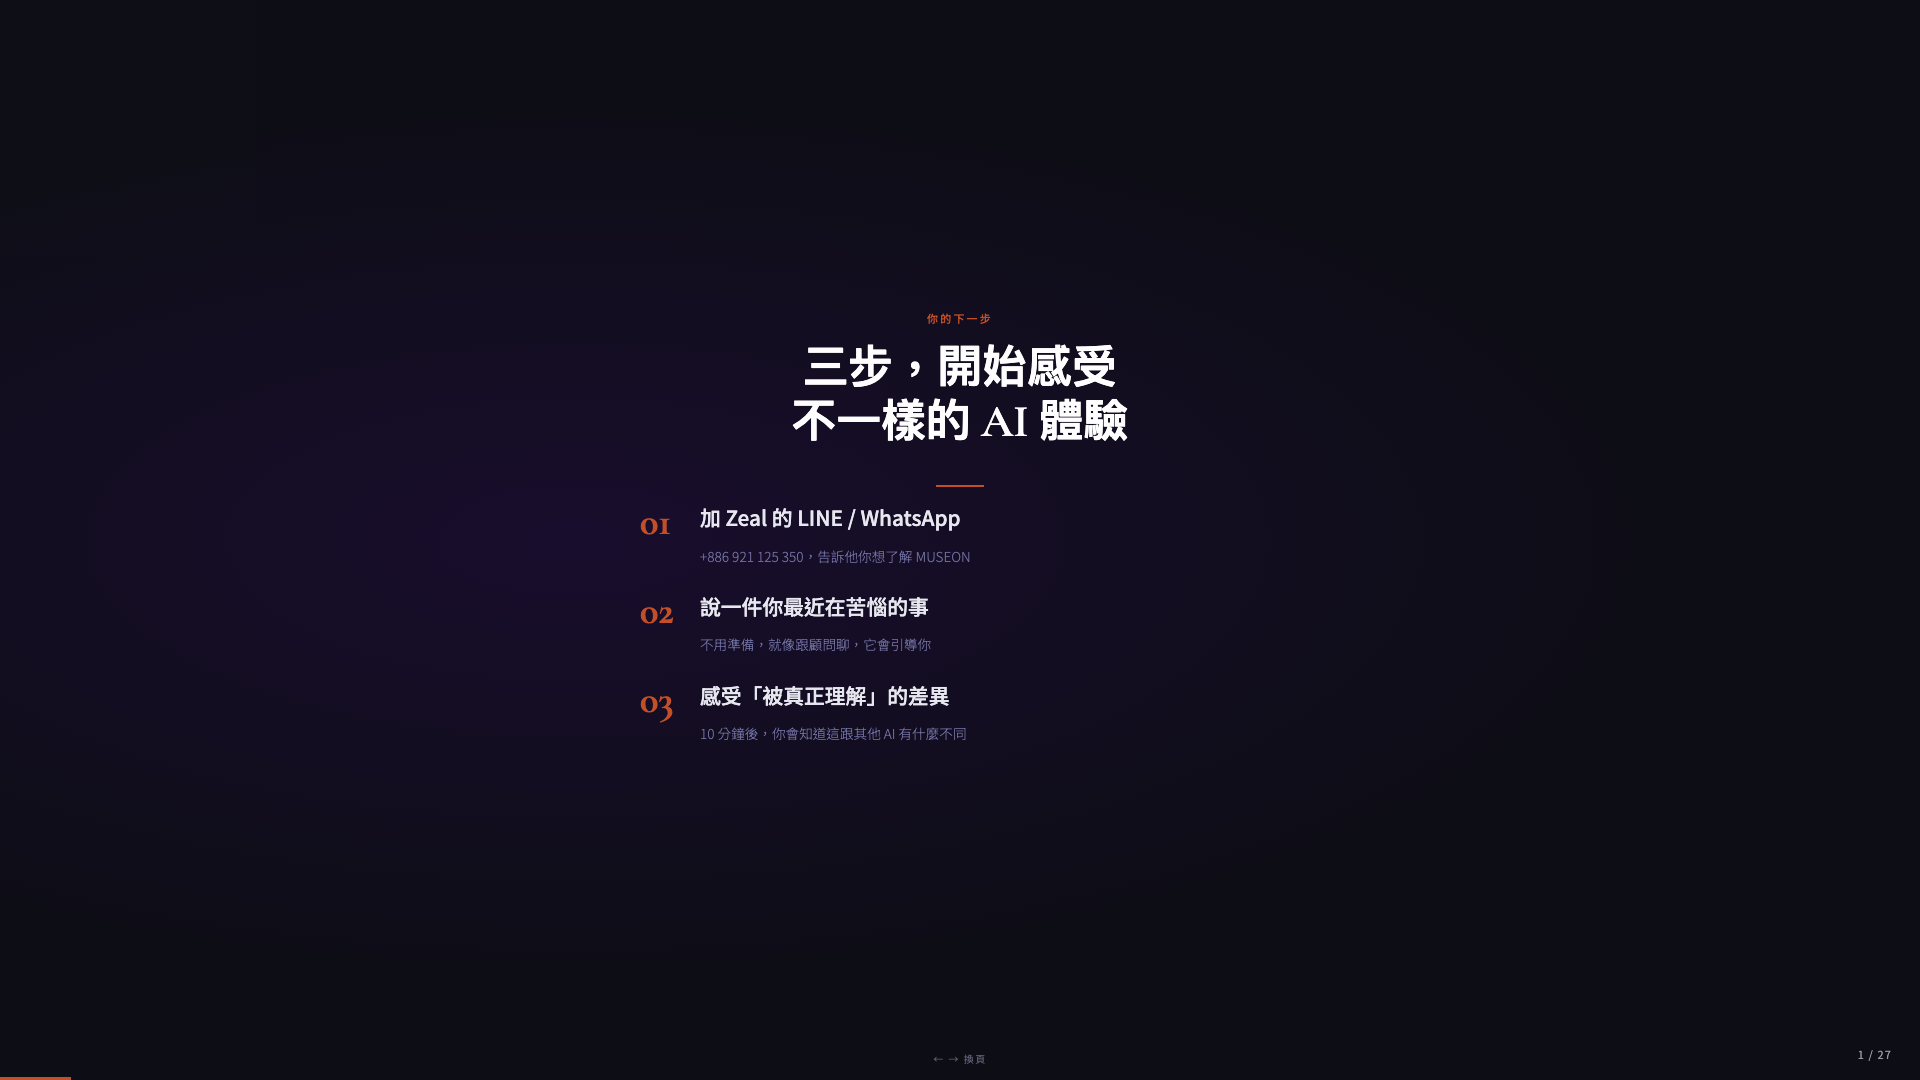 你的下一步
三步，開始感受
不一樣的 AI 體驗
01
加 Zeal 的 LINE / WhatsApp
+886 921 125 350，告訴他你想了解 MUSEON
02
說一件你最近在苦惱的事
不用準備，就像跟顧問聊，它會引導你
03
感受「被真正理解」的差異
10 分鐘後，你會知道這跟其他 AI 有什麼不同
← → 換頁
1 / 27